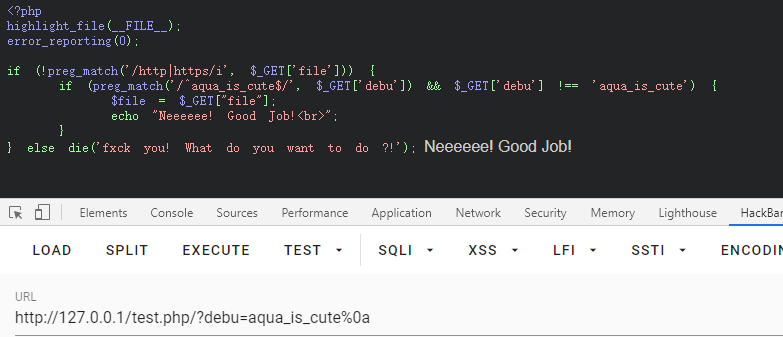 <?php
highlight_file(__FILE__);
error_reporting(0);
if (!preg_match('/http|https/i', $_GET['file'])) {
if (preg_match('/^aqua_is_cute$/', $_GET['debu']) && $_GET['debu'] !== 'aqua_is_cute') {
$file = $_GET["file"];
echo "Neeeeee! Good Job!<br>";
}
} else die('fxck you! What do you want to do ?!'); Neeeeee! Good Job!
Elements Console Sources Performance Application Network Security Memory Lighthouse HackBar
LOAD SPLIT EXECUTE TEST SQLI XSS LFI SSTI ENCODIN
URL
http://127.0.0.1/test.php/?debu=aqua_is_cute%0a